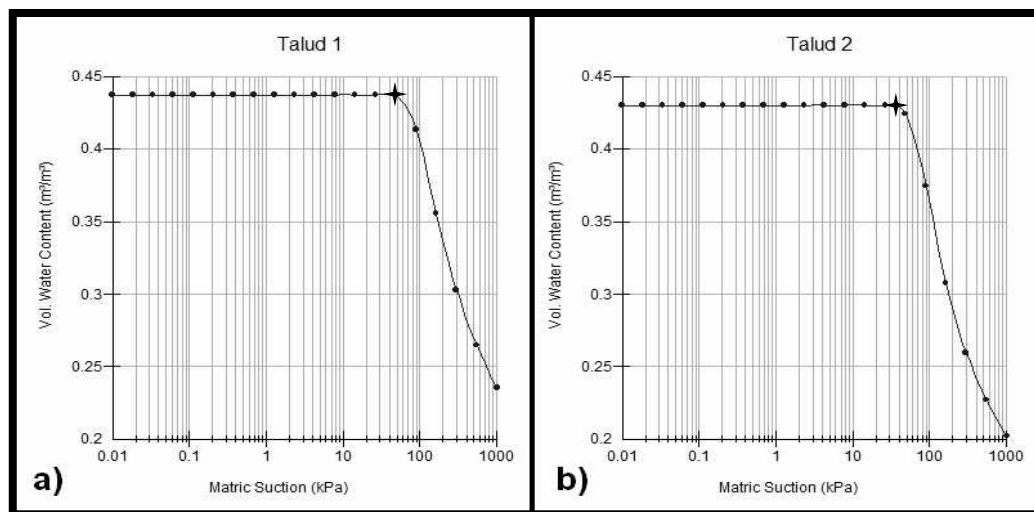 Talud 1
0.45
0.4
0.35
0.3
0.25
0.2
Vol. Water Content (m³/m³)
0.01 0.1 1 10 100 1000
Matric Suction (kPa)
a)
Talud 2
0.45
0.4
0.35
0.3
0.25
0.2
Vol. Water Content (m³/m³)
0.01 0.1 1 10 100 1000
Matric Suction (kPa)
b)